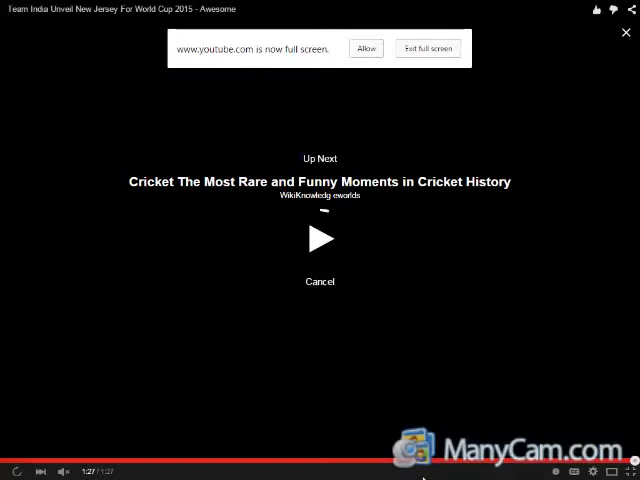 Team India Unveil New Jersey For World Cup 2015 - Awesome
www.youtube.com is now full screen. Allow Exit full screen
Up Next
Cricket The Most Rare and Funny Moments in Cricket History
WikiKnowledg eworlds
Cancel
ManyCam.com
1:27 / 1:27